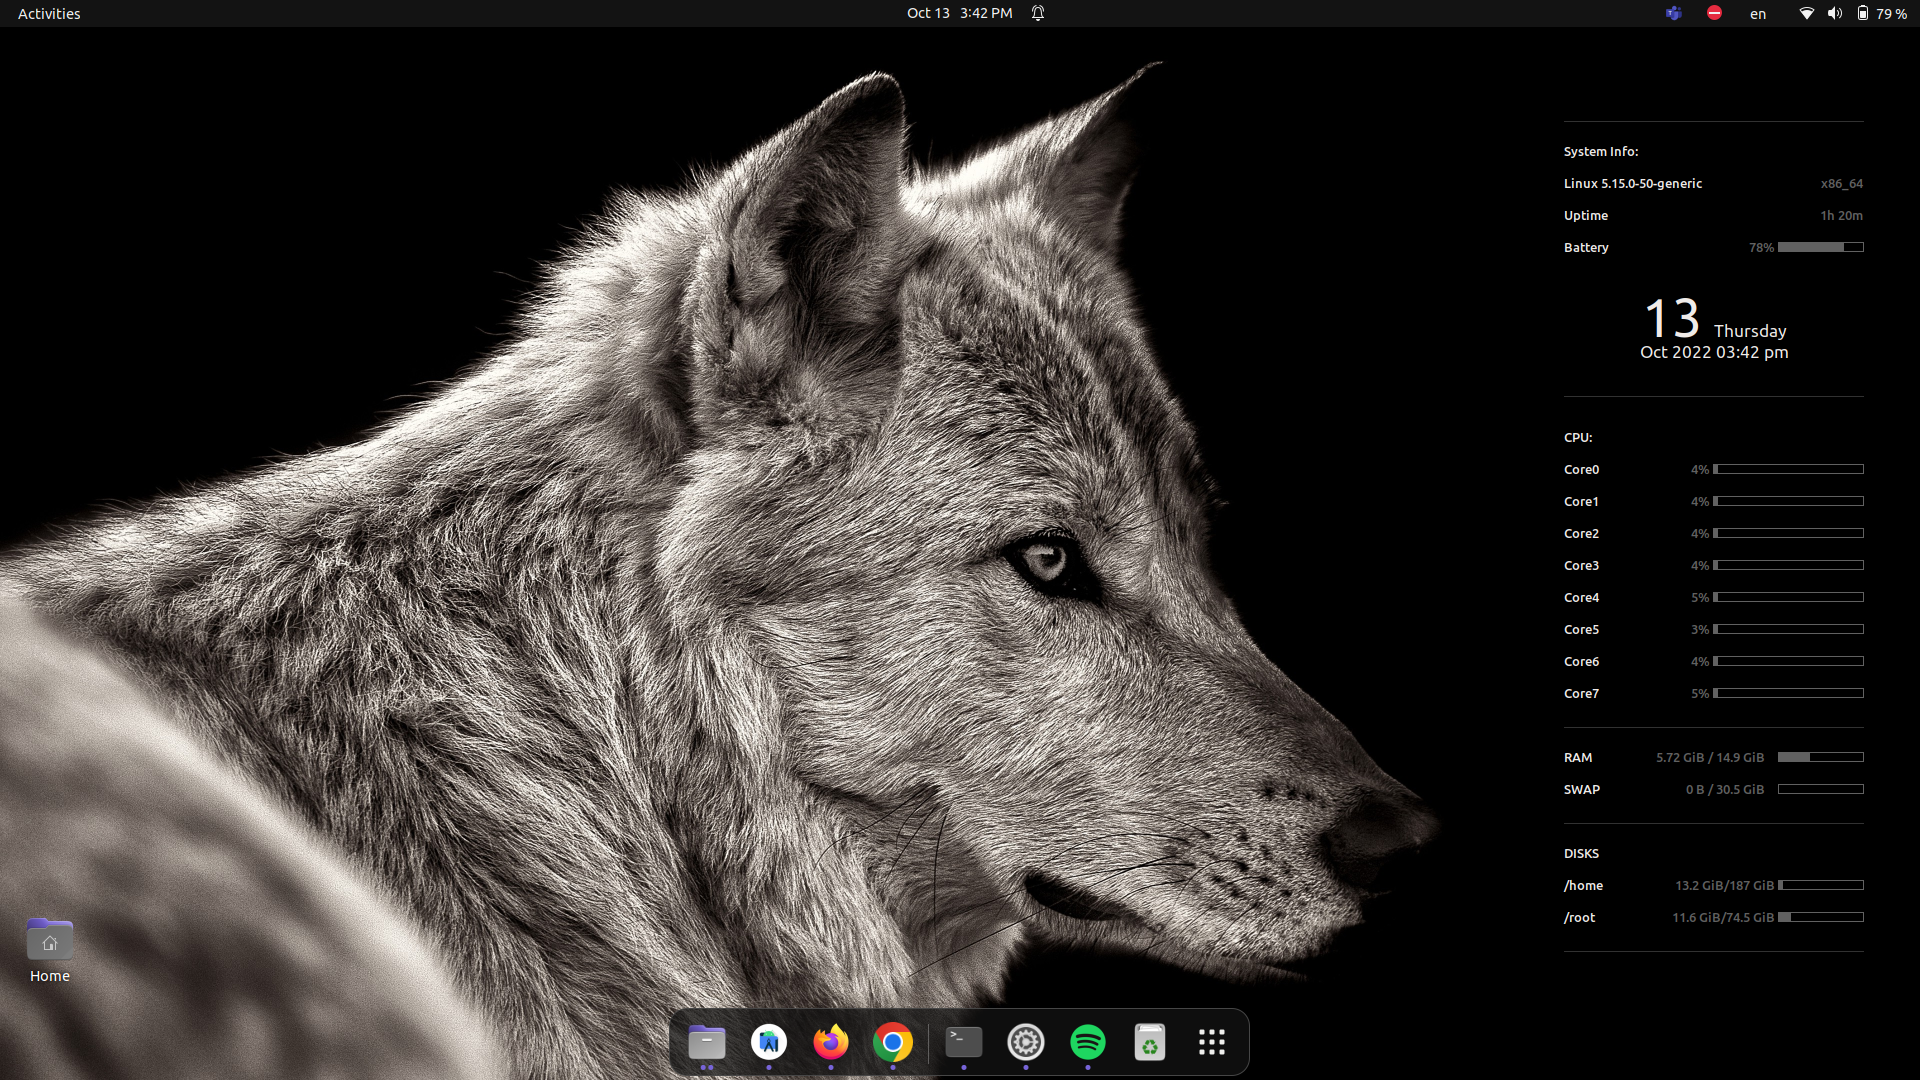 Activities
Oct 13 3:42 PM
en
79 %
System Info:
Linux 5.15.0-50-generic x86_64
Uptime 1h 20m
Battery 78%
13 Thursday
Oct 2022 03:42 pm
CPU:
Core0 4%
Core1 4%
Core2 4%
Core3 4%
Core4 5%
Core5 3%
Core6 4%
Core7 5%
RAM 5.72 GiB / 14.9 GiB
SWAP 0 B / 30.5 GiB
DISKS
/home 13.2 GiB/187 GiB
/root 11.6 GiB/74.5 GiB
Home
>_